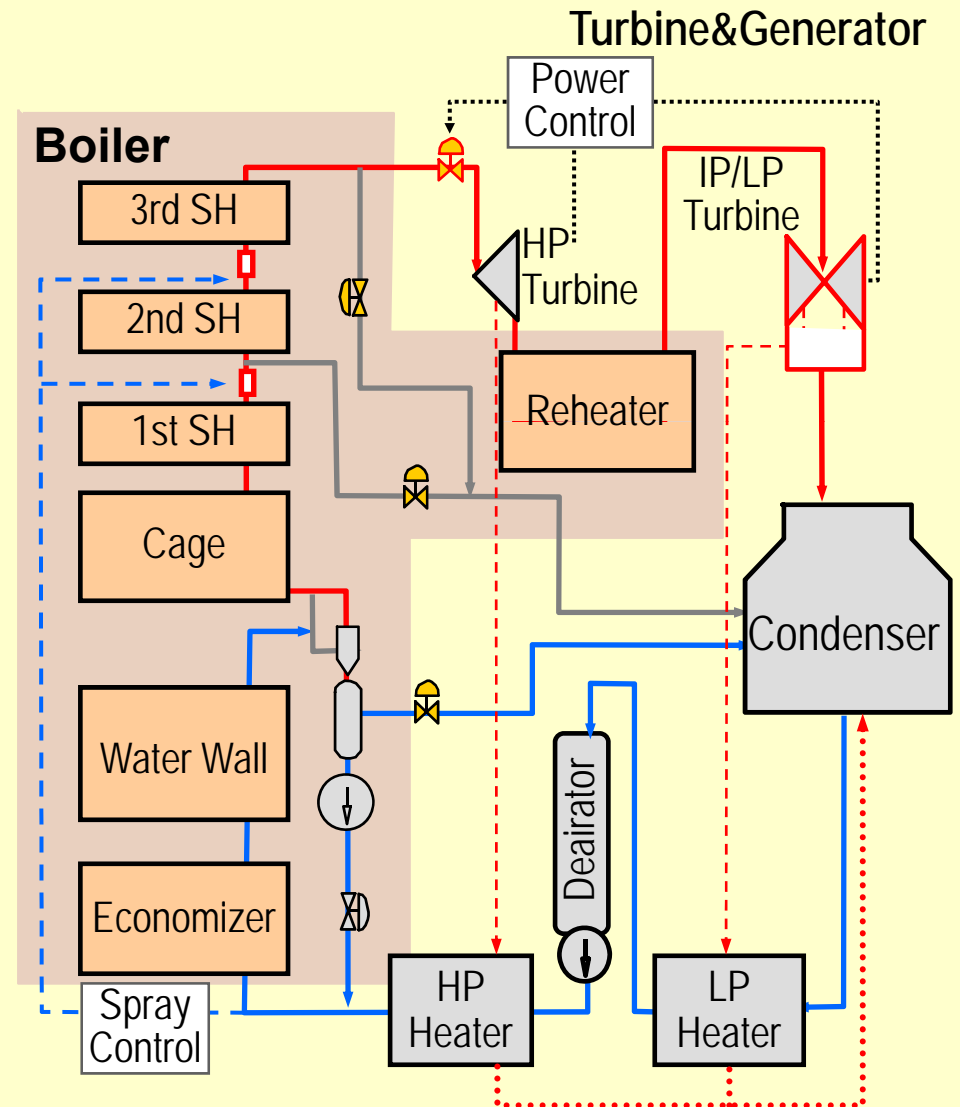 Turbine&Generator
Power
Control
Boiler
3rd SH
IP/LP
Turbine
HP
Turbine
2nd SH
Reheater
1st SH
Cage
Condenser
Water Wall
Deairator
Economizer
HP
Heater
LP
Heater
Spray
Control